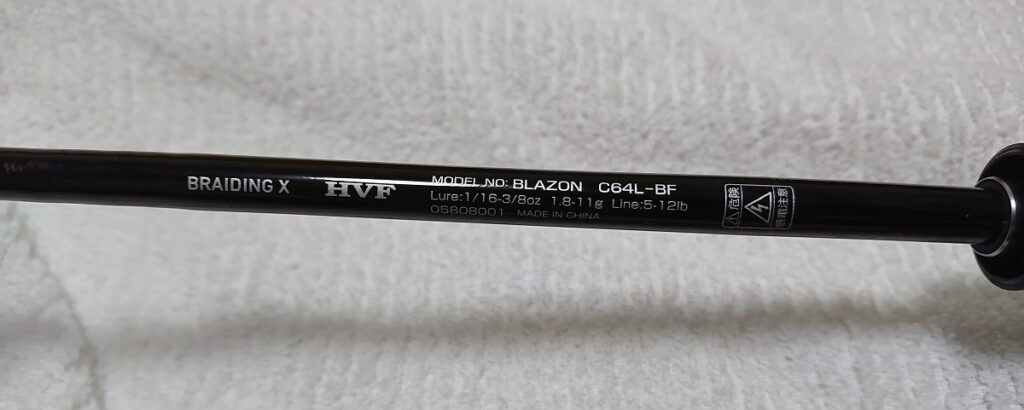 BRAIDING X
HVF
MODEL NO: BLAZON C64L-BF
Lure:1/16-3/8oz 1.8-11g Line:5-12lb
05808001 MADE IN CHINA
危険
感電注意